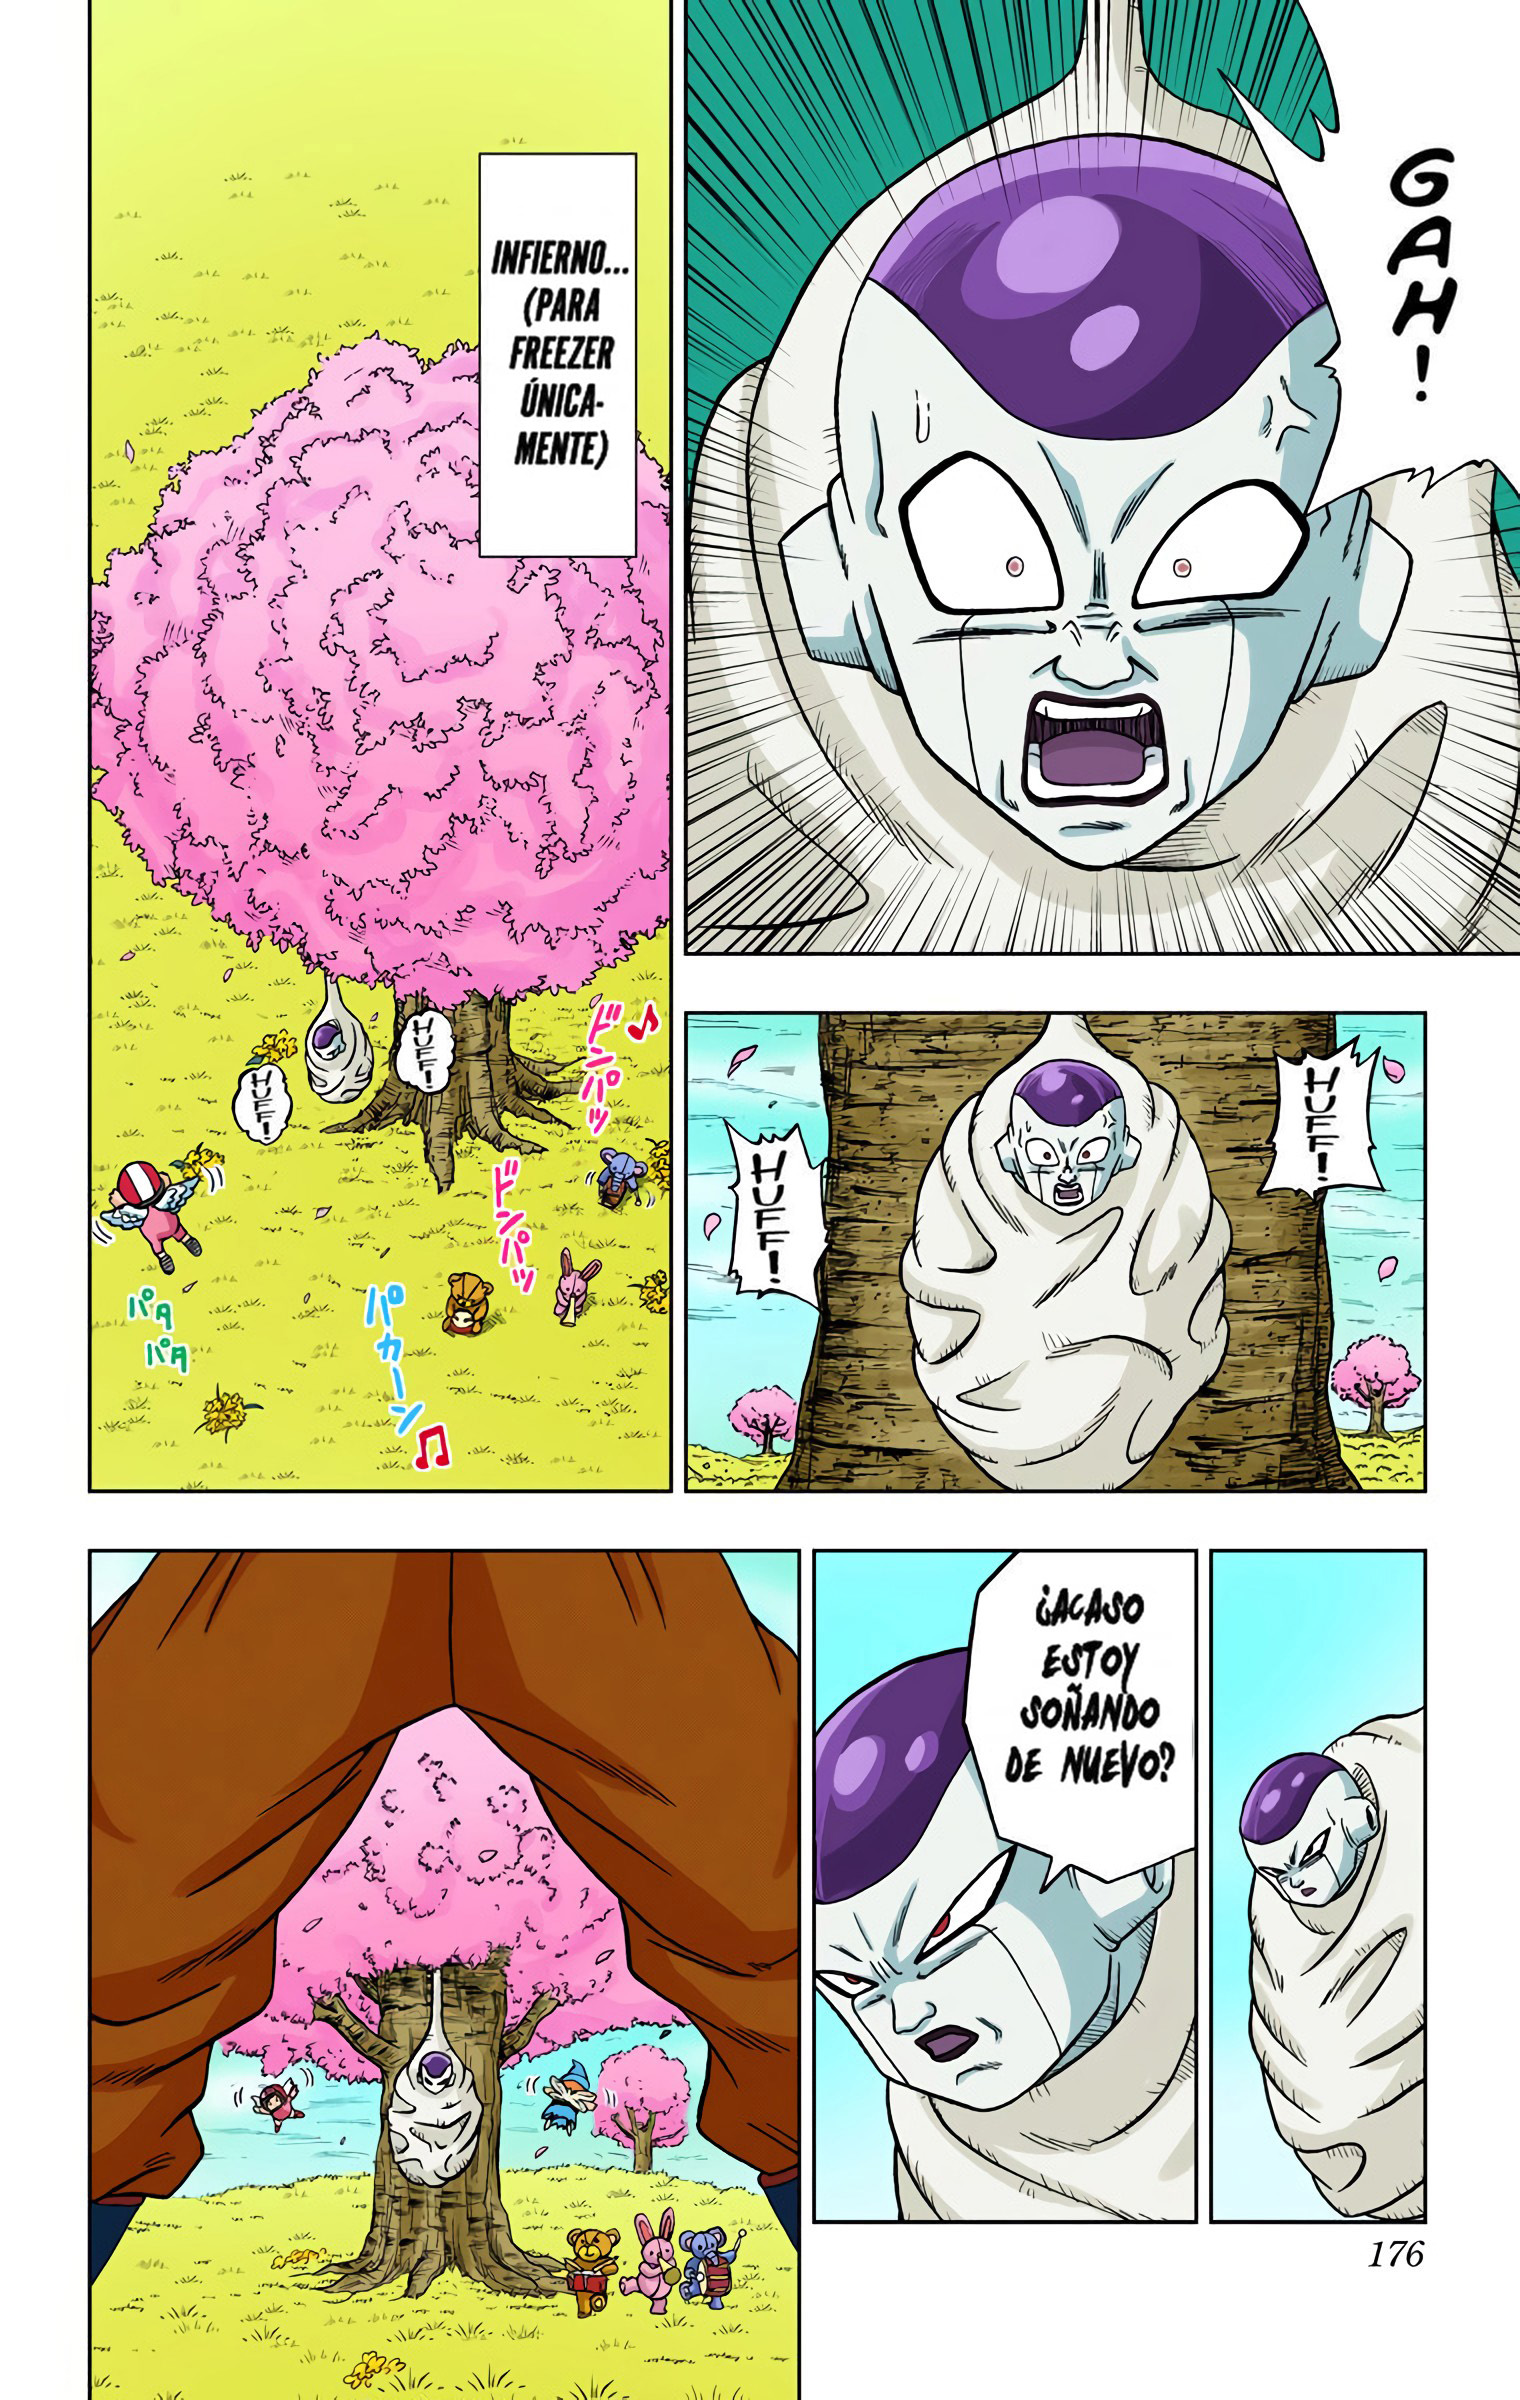 GAH!
HUFF!
HUFF!
INFIERNO...
(PARA
FREEZER
ÚNICA-
MENTE)
HUFF!
HUFF!
ドンパッ
♪
ドンパッ
パカーン
♫
パタ
パタ
¿ACASO
ESTOY
SOÑANDO
DE NUEVO?
176